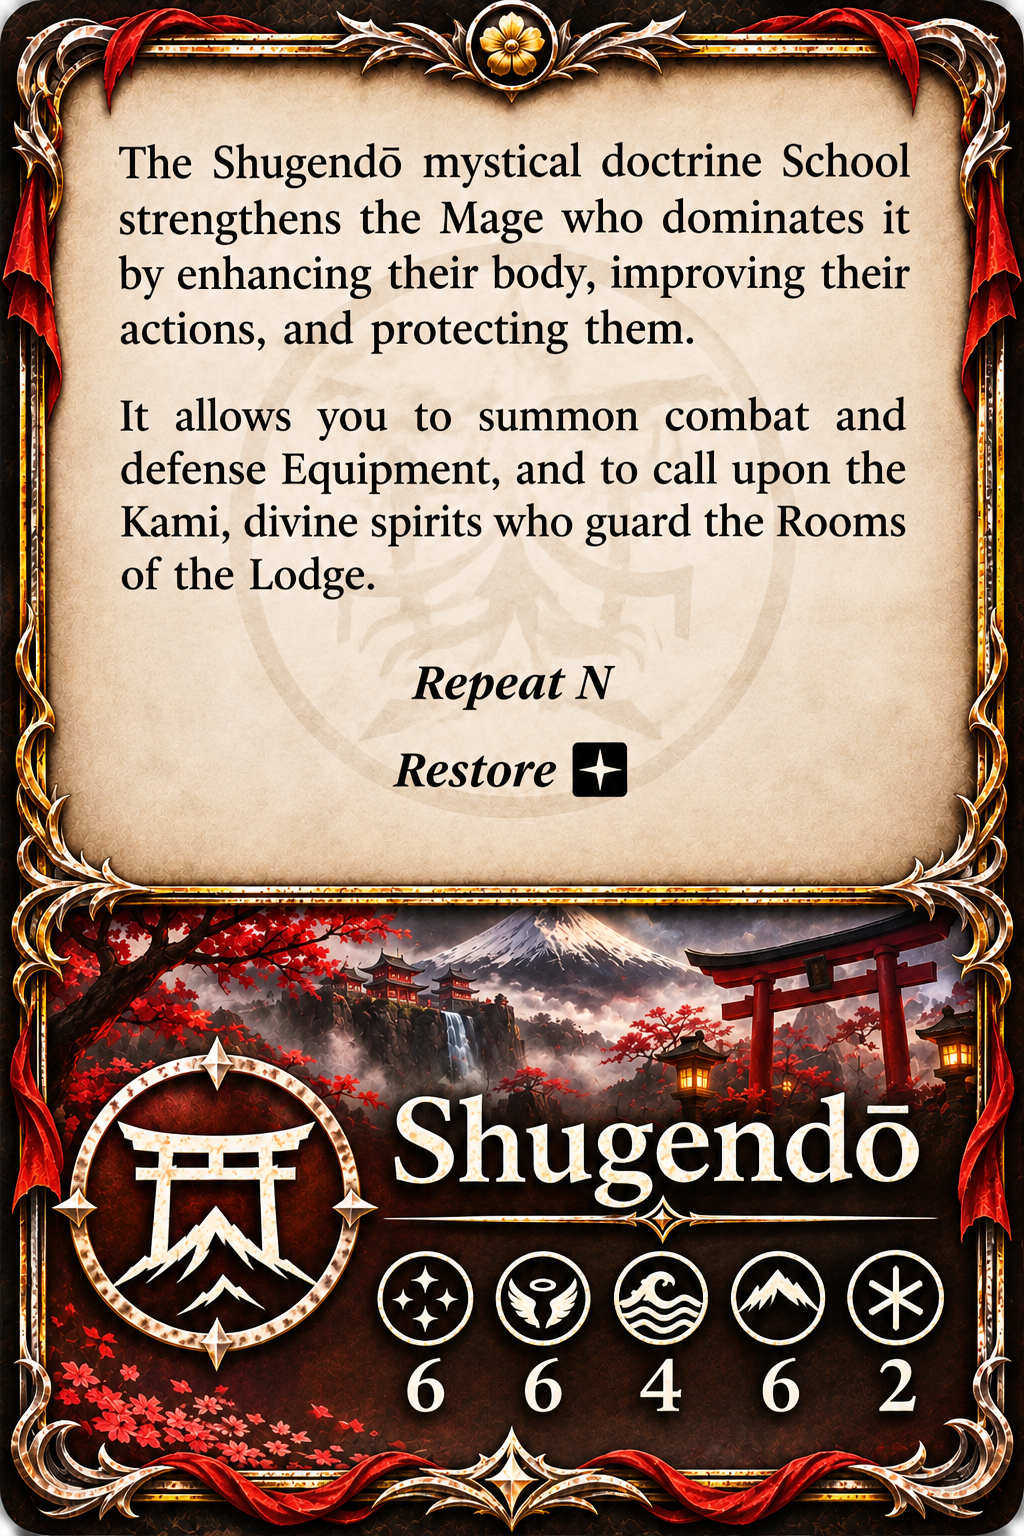 The Shugendō mystical doctrine School
strengthens the Mage who dominates it
by enhancing their body, improving their
actions, and protecting them.
It allows you to summon combat and
defense Equipment, and to call upon the
Kami, divine spirits who guard the Rooms
of the Lodge.
Repeat N
Restore
Shugendō
6 6 4 6 2